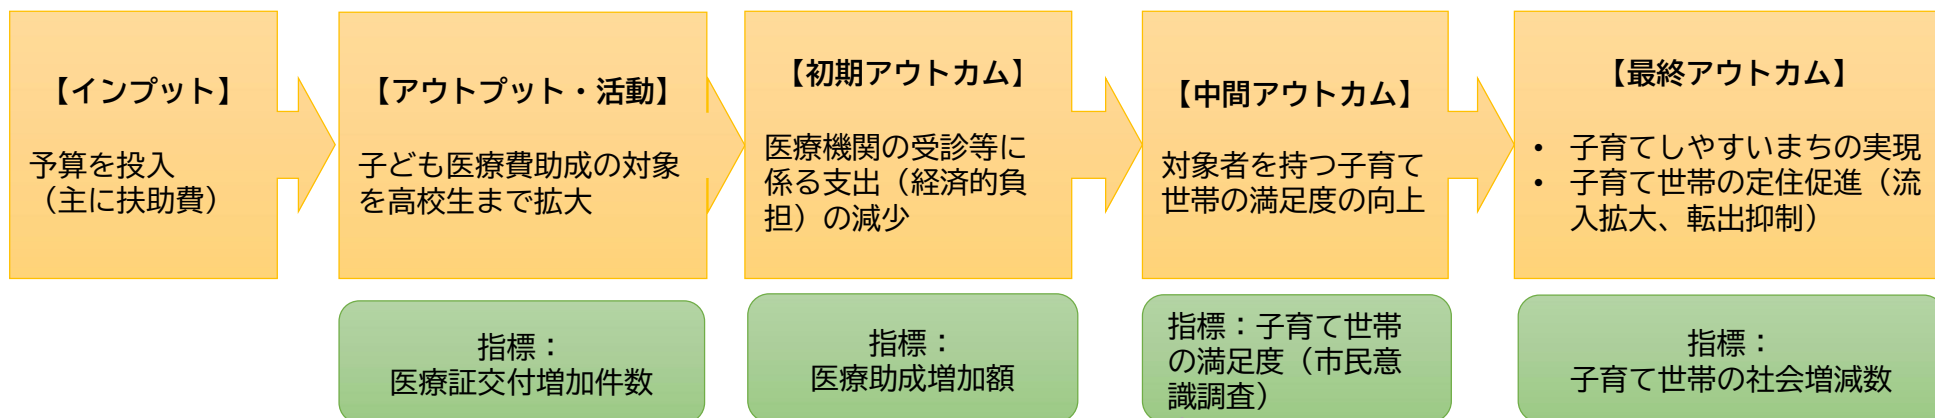 【インプット】
予算を投入
（主に扶助費）
【アウトプット・活動】
子ども医療費助成の対象
を高校生まで拡大
【初期アウトカム】
医療機関の受診等に
係る支出（経済的負
担）の減少
【中間アウトカム】
対象者を持つ子育て
世帯の満足度の向上
【最終アウトカム】
• 子育てしやすいまちの実現
• 子育て世帯の定住促進（流
入拡大、転出抑制）
指標：
医療証交付増加件数
指標：
医療助成増加額
指標：子育て世帯
の満足度（市民意
識調査）
指標：
子育て世帯の社会増減数